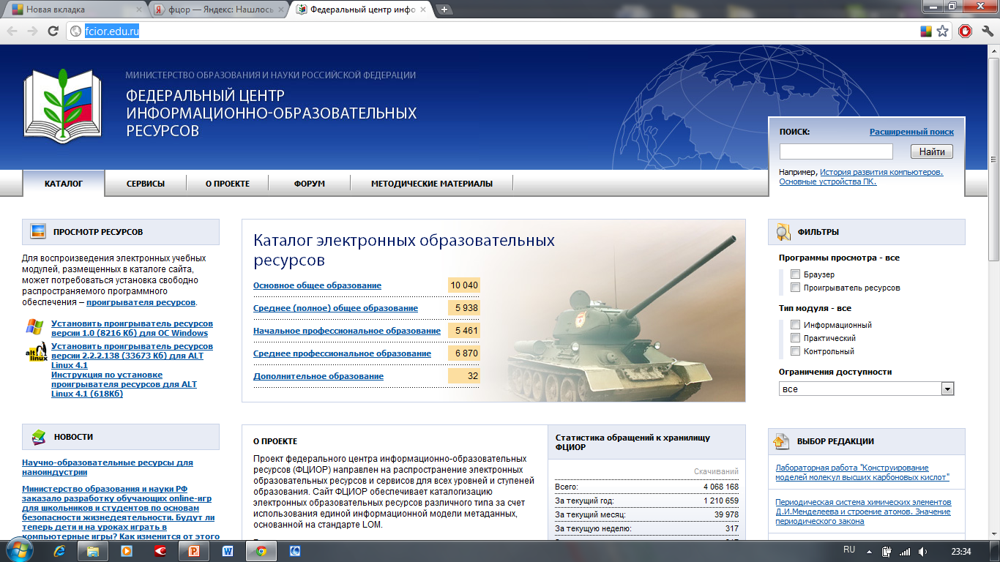 Новая вкладка
фцор — Яндекс: Нашлось
Федеральный центр инфо
fcior.edu.ru
МИНИСТЕРСТВО ОБРАЗОВАНИЯ И НАУКИ РОССИЙСКОЙ ФЕДЕРАЦИИ
ФЕДЕРАЛЬНЫЙ ЦЕНТР
ИНФОРМАЦИОННО-ОБРАЗОВАТЕЛЬНЫХ
РЕСУРСОВ
ПОИСК:
Расширенный поиск
Найти
Например, История развития компьютеров.
Основные устройства ПК.
КАТАЛОГ
СЕРВИСЫ
О ПРОЕКТЕ
ФОРУМ
МЕТОДИЧЕСКИЕ МАТЕРИАЛЫ
ПРОСМОТР РЕСУРСОВ
Для воспроизведения электронных учебных
модулей, размещенных в каталоге сайта,
может потребоваться установка свободно
распространяемого программного
обеспечения – проигрывателя ресурсов.
Установить проигрыватель ресурсов
версии 1.0 (8216 Кб) для ОС Windows
alt
linux
Установить проигрыватель ресурсов
версии 2.2.2.138 (33673 Кб) для ALT
Linux 4.1
Инструкция по установке
проигрывателя ресурсов для ALT
Linux 4.1 (618Кб)
НОВОСТИ
Научно-образовательные ресурсы для
наноиндустрии
Министерство образования и науки РФ
заказало разработку обучающих online-игр
для школьников и студентов по основам
безопасности жизнедеятельности. Будут ли
теперь дети и на уроках играть в
компьютерные игры? Как изменится от этого
Каталог электронных образовательных
ресурсов
Основное общее образование 10 040
Среднее (полное) общее образование 5 938
Начальное профессиональное образование 5 461
Среднее профессиональное образование 6 870
Дополнительное образование 32
О ПРОЕКТЕ
Проект федерального центра информационно-образовательных
ресурсов (ФЦИОР) направлен на распространение электронных
образовательных ресурсов и сервисов для всех уровней и ступеней
образования. Сайт ФЦИОР обеспечивает каталогизацию
электронных образовательных ресурсов различного типа за счет
использования единой информационной модели метаданных,
основанной на стандарте LOM.
Статистика обращений к хранилищу
ФЦИОР
Скачиваний
Всего: 4 068 168
За текущий год: 1 210 659
За текущий месяц: 39 978
За текущую неделю: 317
ФИЛЬТРЫ
Программы просмотра - все
Браузер
Проигрыватель ресурсов
Тип модуля - все
Информационный
Практический
Контрольный
Ограничения доступности
все
ВЫБОР РЕДАКЦИИ
Лабораторная работа "Конструирование
моделей молекул высших карбоновых кислот"
Периодическая система химических элементов
Д.И.Менделеева и строение атомов. Значение
периодического закона
RU
23:34